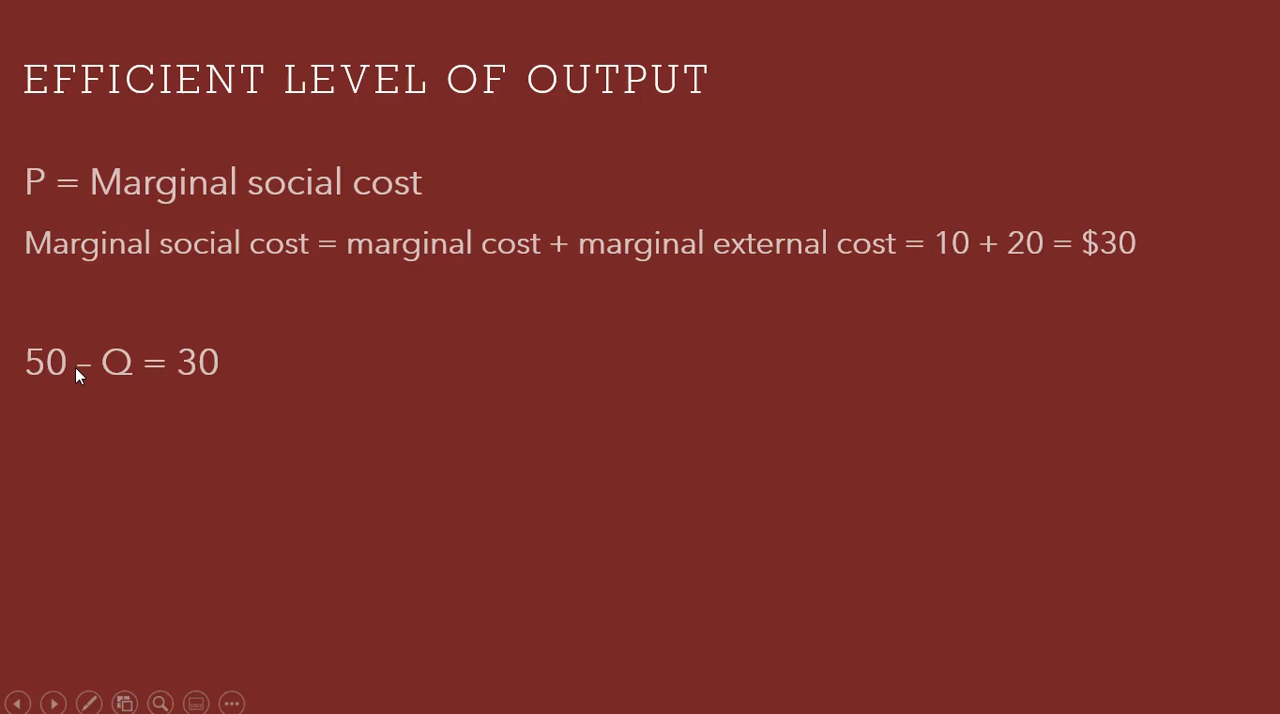 EFFICIENT LEVEL OF OUTPUT
P = Marginal social cost
Marginal social cost = marginal cost + marginal external cost = 10 + 20 = $30
50 – Q = 30